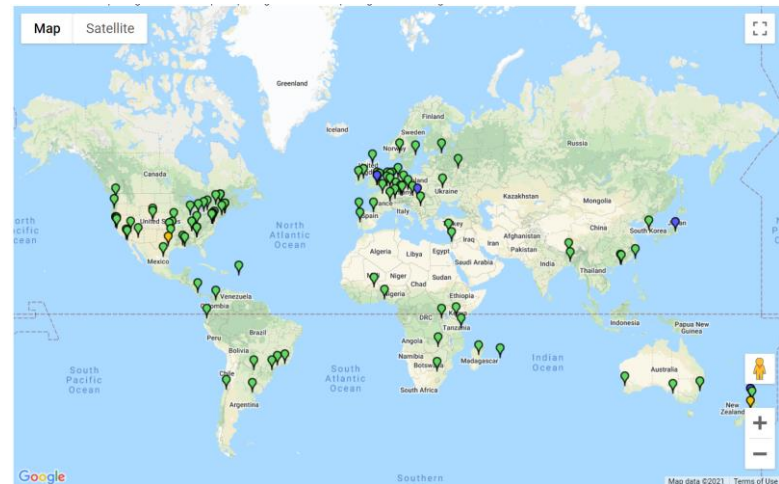 Map
Satellite
Greenland
Iceland
Finland
Sweden
Norway
Russia
Canada
United
Ukraine
Kazakhstan
Mongolia
Spain
Italy
North
Atlantic
Ocean
Iraq
Iran
Afghanistan
Pakistan
China
South Korea
Mexico
Algeria
Libya
Egypt
Saudi Arabia
India
Thailand
Niger
Chad
Sudan
Nigeria
Ethiopia
Venezuela
Colombia
DRC
Tanzania
Indonesia
Papua New
Guinea
Brazil
Peru
Bolivia
Angola
Namibia
Botswana
Madagascar
Indian
Ocean
South
Pacific
Ocean
South
Atlantic
Ocean
Chile
South Africa
Australia
Argentina
New
Zealand
Google
Southern
Map data ©2021
Terms of Use